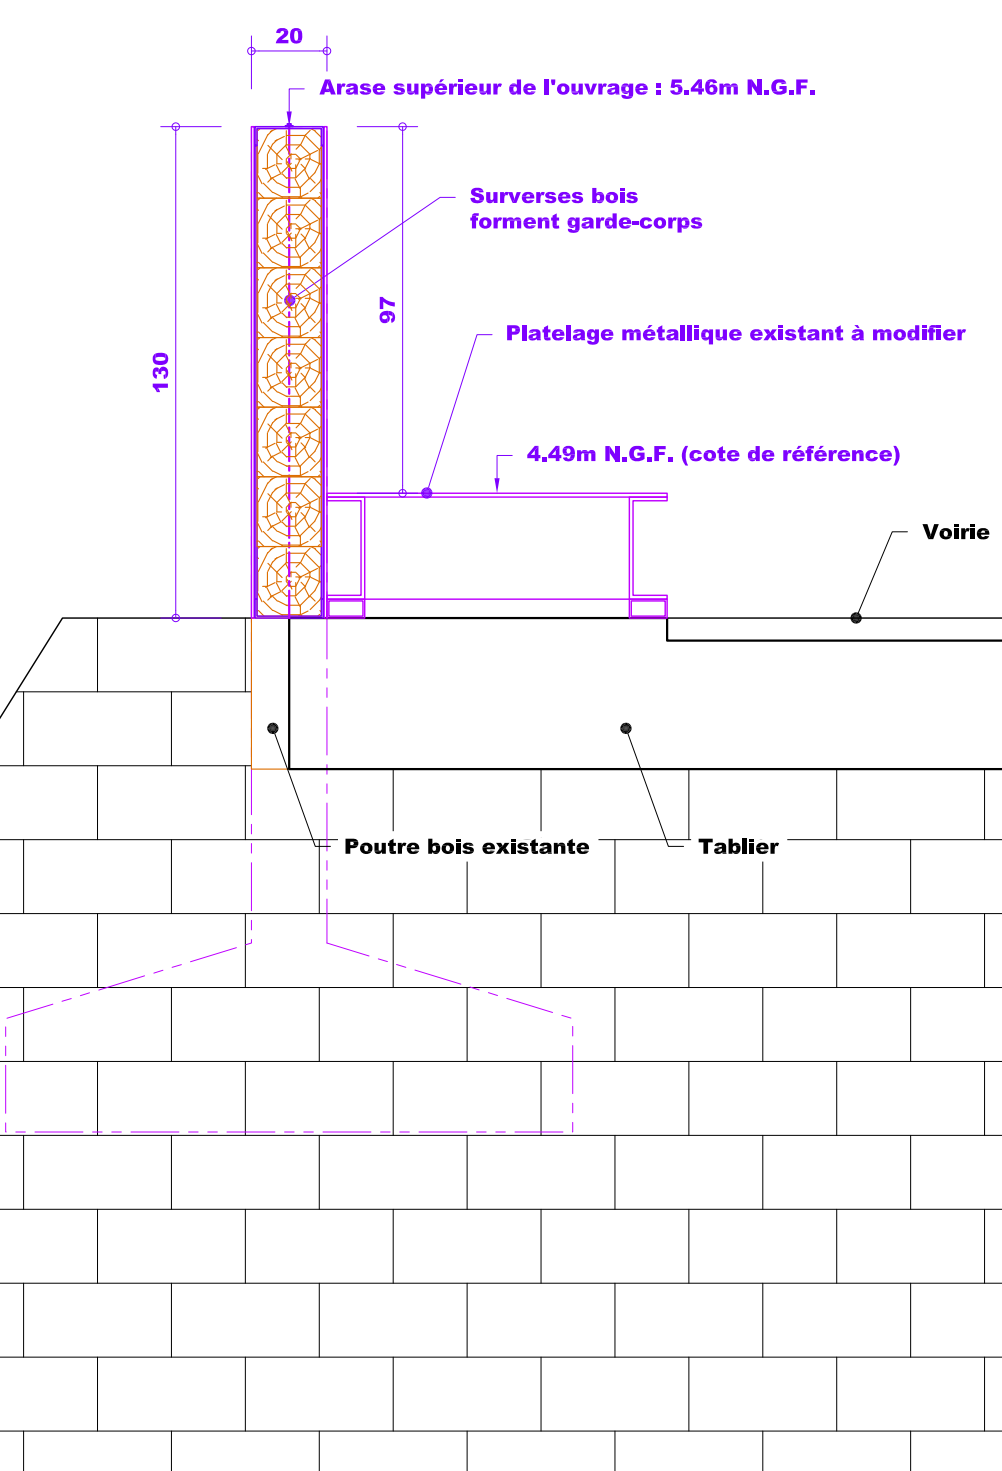 20
Arase supérieur de l'ouvrage : 5.46m N.G.F.
Surverses bois
forment garde-corps
97
Platelage métallique existant à modifier
130
4.49m N.G.F. (cote de référence)
Voirie
Poutre bois existante
Tablier